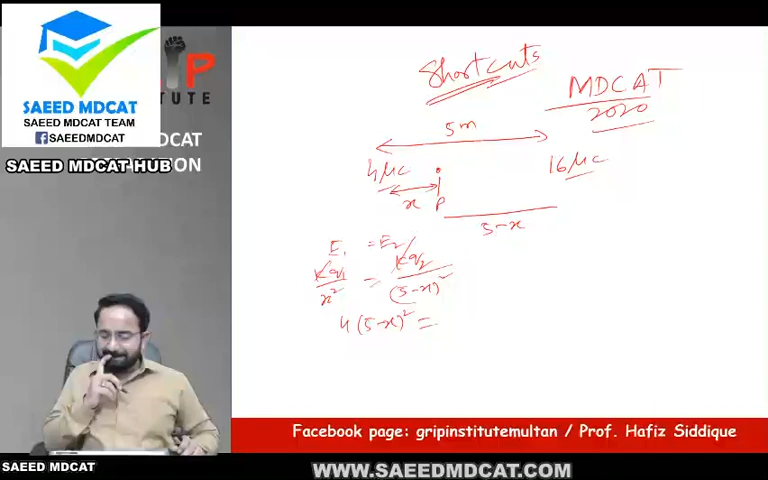 SAEED MDCAT
SAEED MDCAT TEAM
SAEEDMDCAT
SAEED MDCAT HUB
Shortcuts
MDCAT
2020
5m
4μc
16μc
x
P
5-x
E₁ = E₂
kq₁/x² = kq₂/(5-x)²
4(5-x)² =
Facebook page: gripinstitutemultan / Prof. Hafiz Siddique
SAEED MDCAT
WWW.SAEEDMDCAT.COM